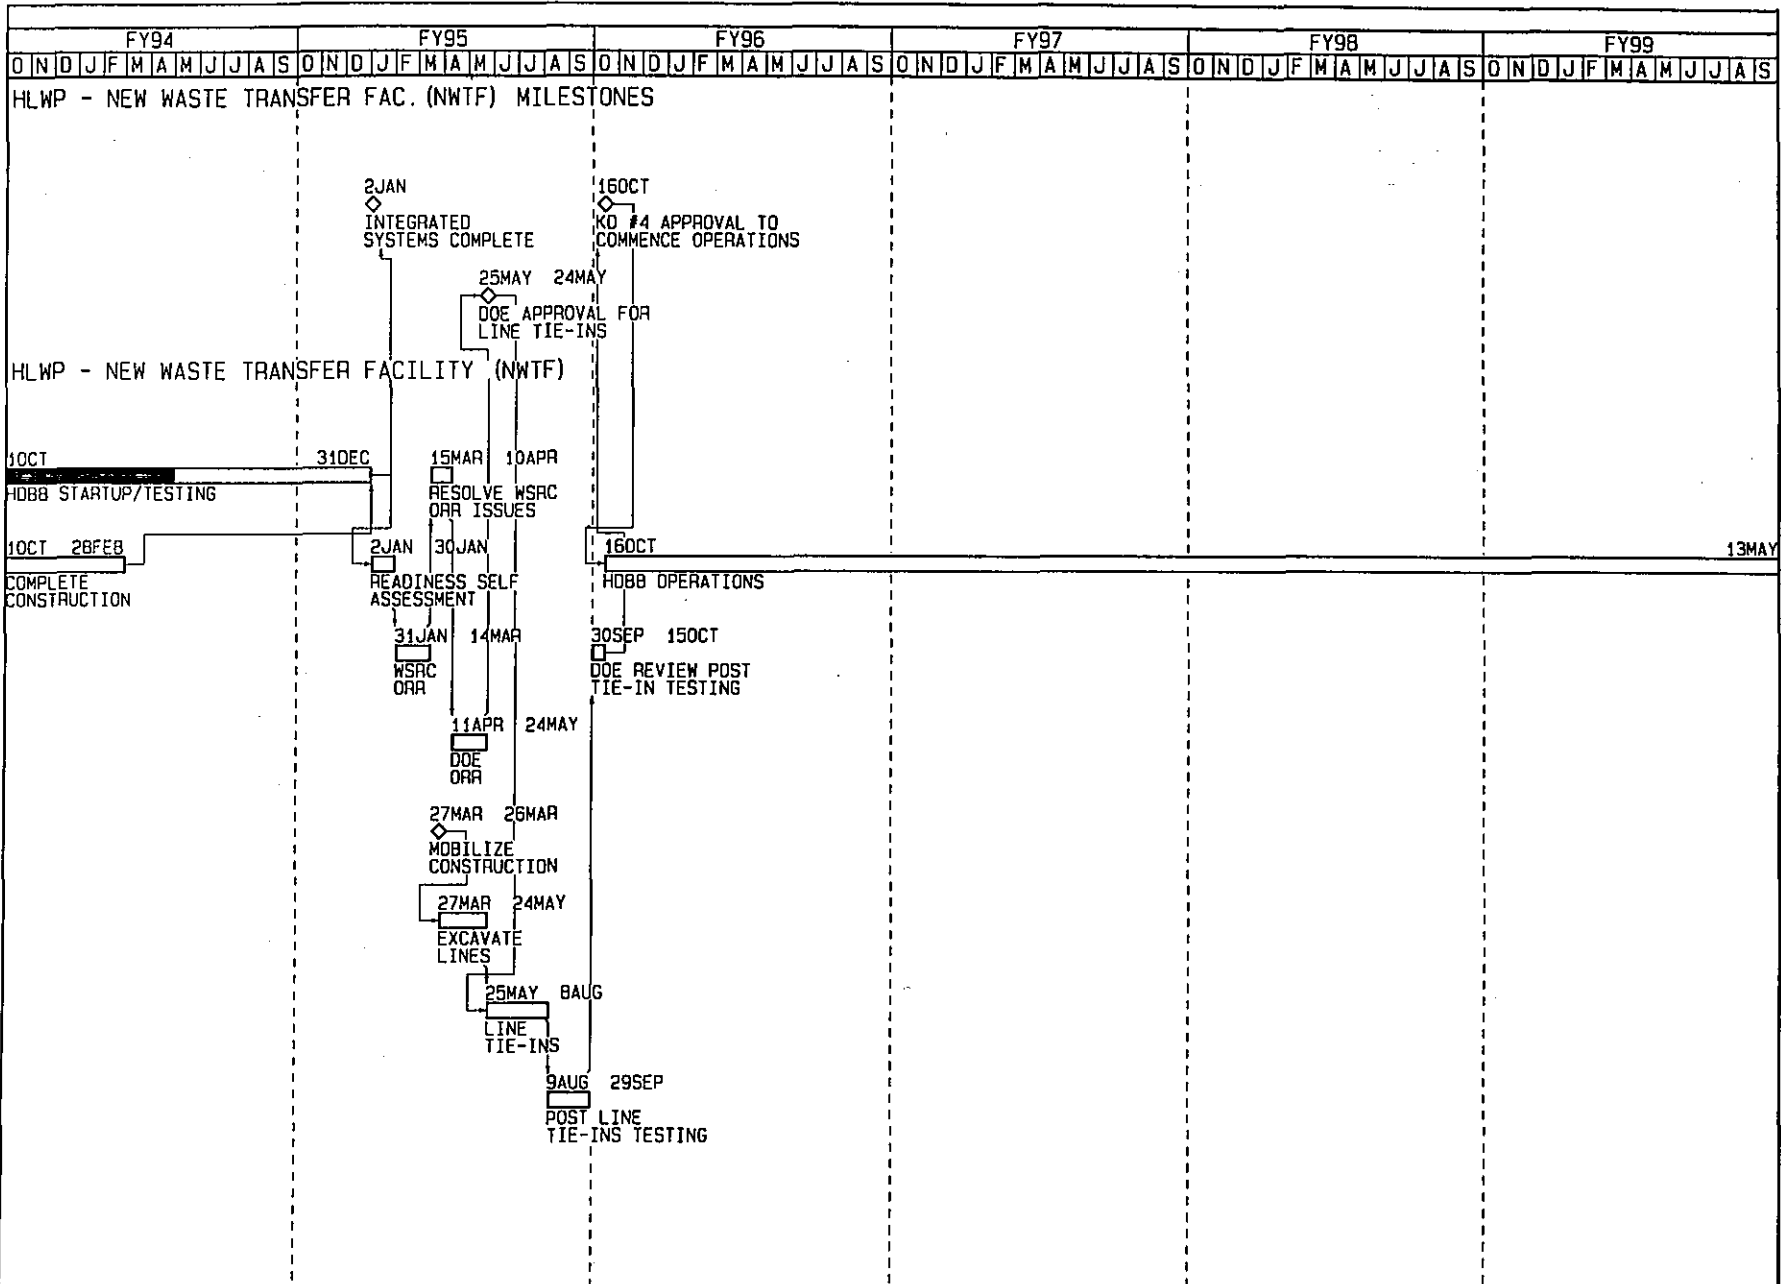 FY94 FY95 FY96 FY97 FY98 FY99
O N D J F M A M J J A S O N D J F M A M J J A S O N D J F M A M J J A S O N D J F M A M J J A S O N D J F M A M J J A S O N D J F M A M J J A S
HLWP - NEW WASTE TRANSFER FAC. (NWTF) MILESTONES
2JAN
INTEGRATED
SYSTEMS COMPLETE
16OCT
KD #4 APPROVAL TO
COMMENCE OPERATIONS
25MAY 24MAY
DOE APPROVAL FOR
LINE TIE-INS
HLWP - NEW WASTE TRANSFER FACILITY (NWTF)
1OCT 31DEC
HDB8 STARTUP/TESTING
15MAR 10APR
RESOLVE WSRC
ORR ISSUES
1OCT 28FEB
COMPLETE
CONSTRUCTION
2JAN 30JAN
READINESS SELF
ASSESSMENT
16OCT 13MAY
HDB8 OPERATIONS
31JAN 14MAR
WSRC
ORR
30SEP 15OCT
DOE REVIEW POST
TIE-IN TESTING
11APR 24MAY
DOE
ORR
27MAR 26MAR
MOBILIZE
CONSTRUCTION
27MAR 24MAY
EXCAVATE
LINES
25MAY 8AUG
LINE
TIE-INS
9AUG 29SEP
POST LINE
TIE-INS TESTING